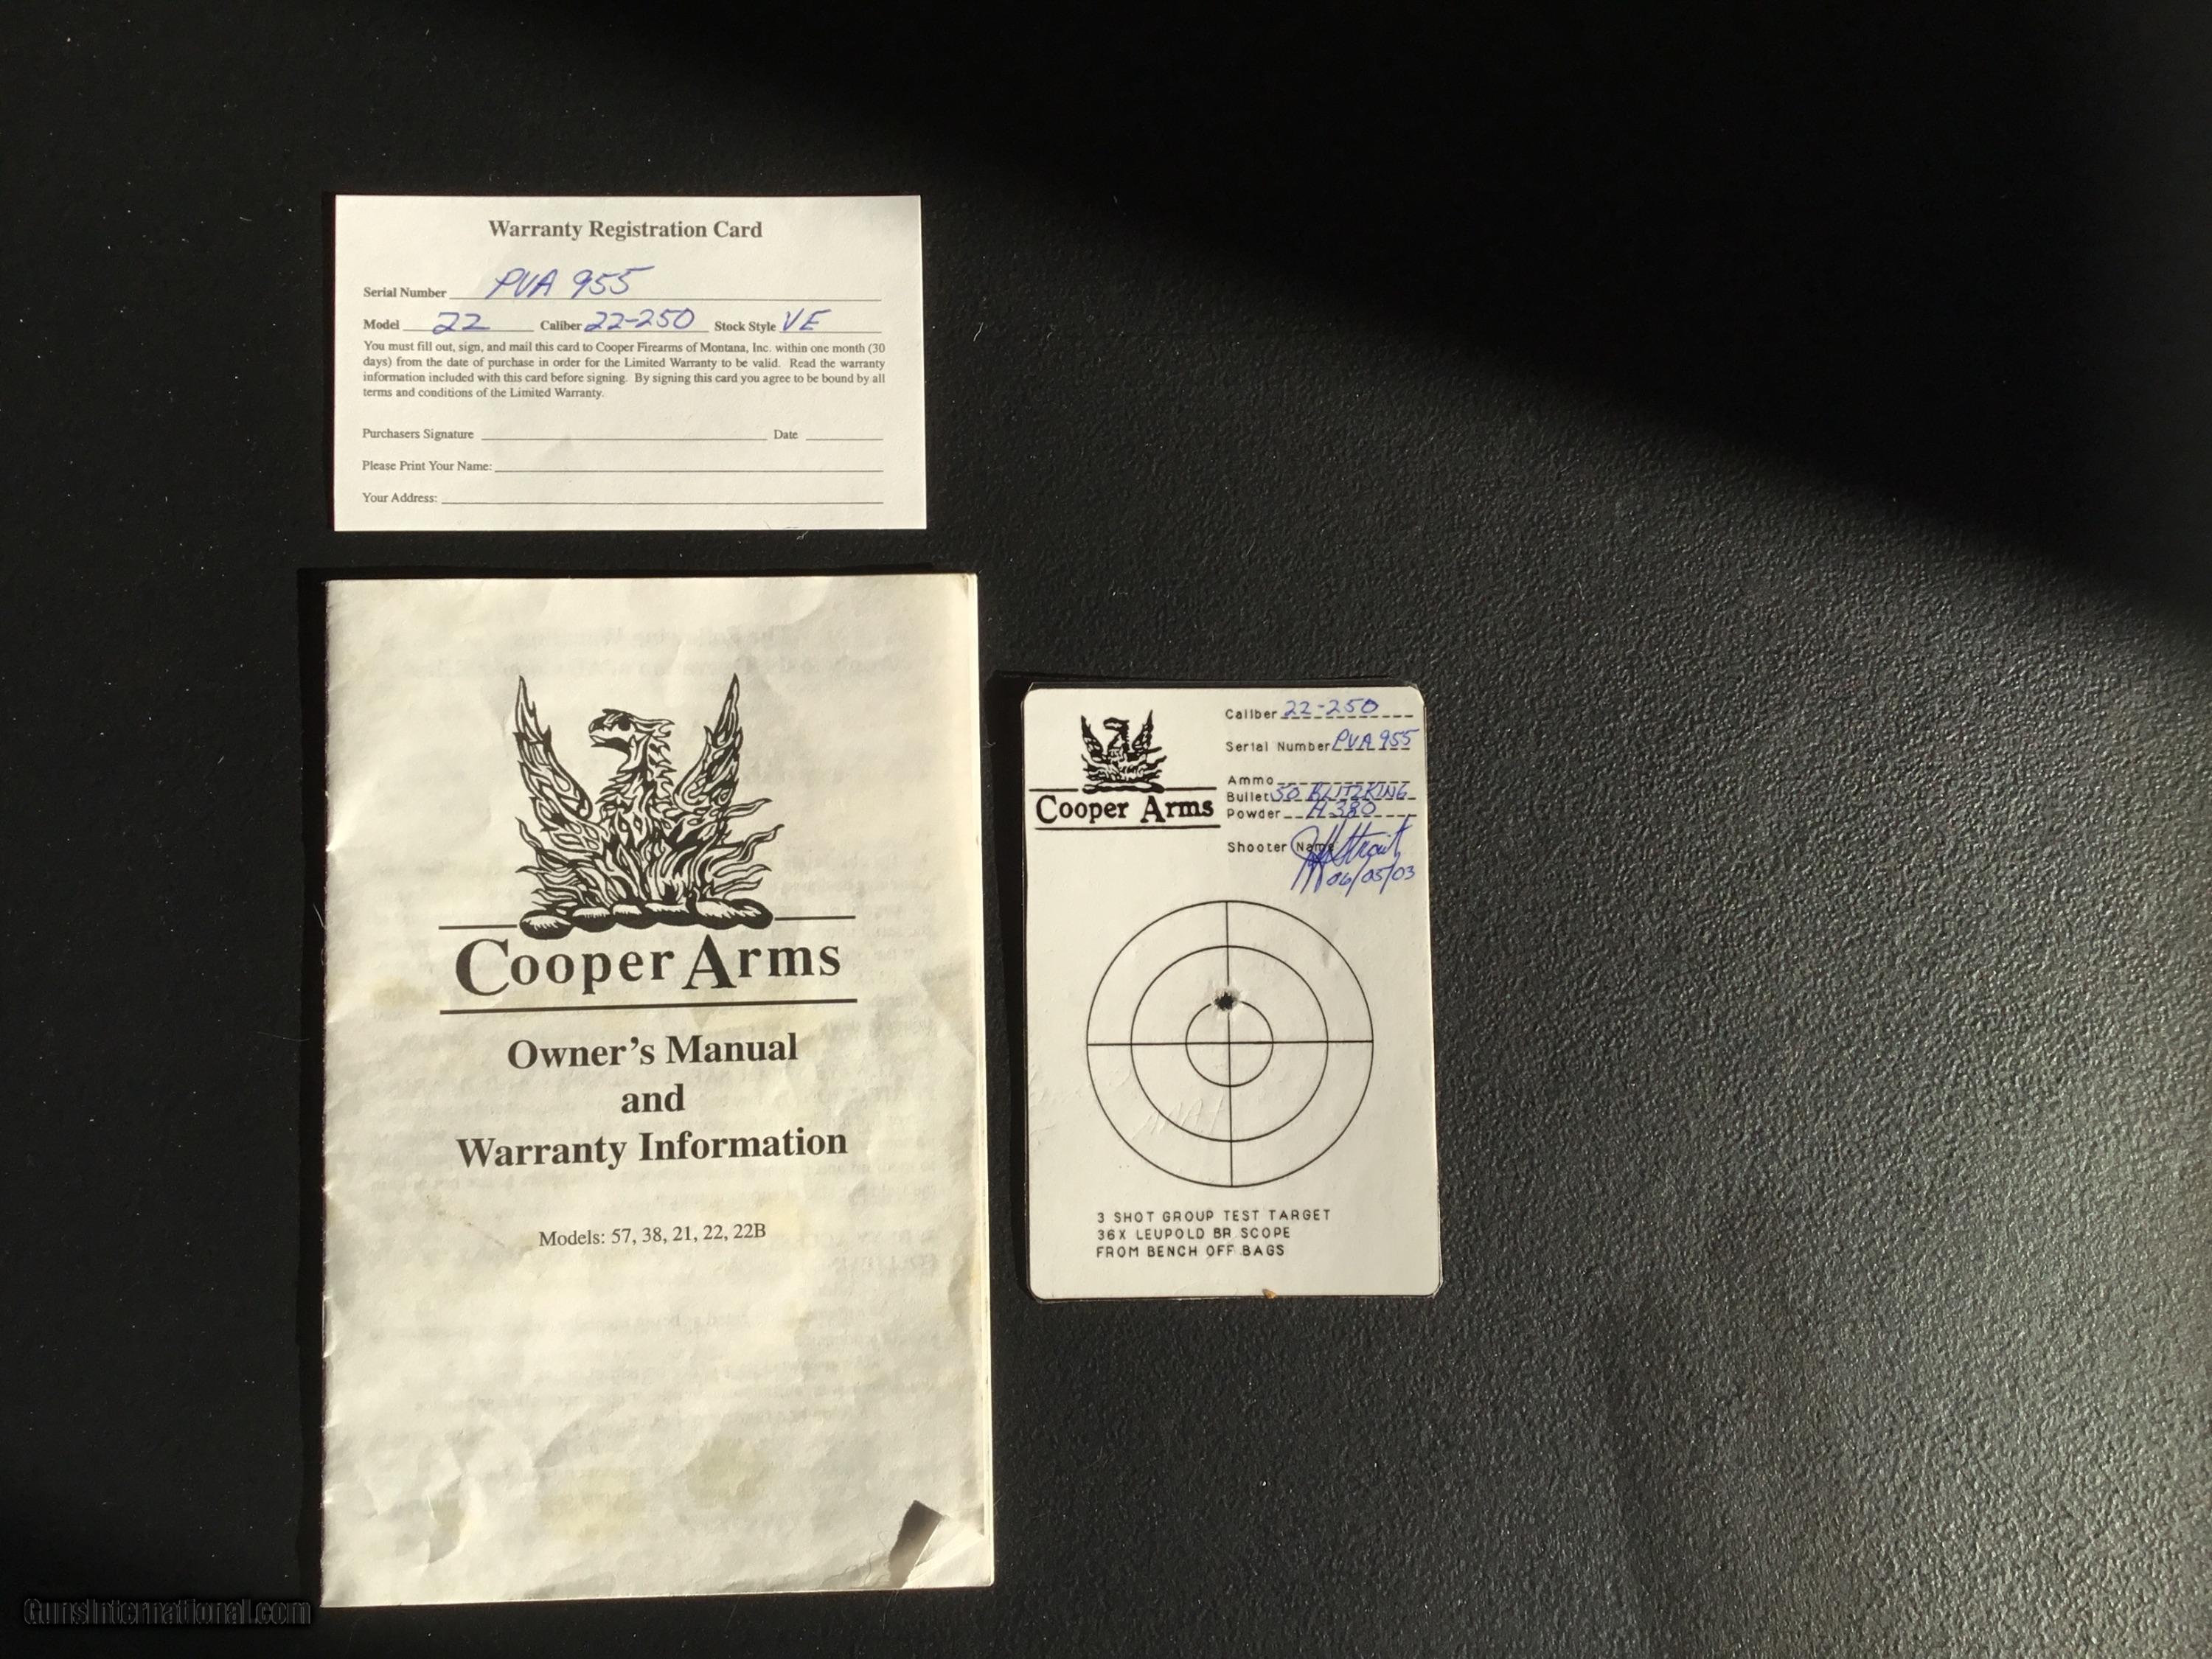 Warranty Registration Card
Serial Number PVA 955
Model 22 Caliber 22-250 Stock Style VE
You must fill out, sign, and mail this card to Cooper Firearms of Montana, Inc. within one month (30
days) from the date of purchase in order for the Limited Warranty to be valid. Read the warranty
information included with this card before signing. By signing this card you agree to be bound by all
terms and conditions of the Limited Warranty.
Purchasers Signature Date
Please Print Your Name:
Your Address:
Cooper Arms
Owner's Manual
and
Warranty Information
Models: 57, 38, 21, 22, 22B
Caliber 22-250
Serial Number PVA 955
Ammo
Bullet 50 BLITZKING
Powder H 380
Cooper Arms
Shooter Name
06/05/03
3 SHOT GROUP TEST TARGET
36X LEUPOLD BR SCOPE
FROM BENCH OFF BAGS
GunsInternational.com